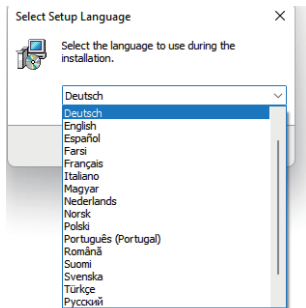 Select Setup Language
Select the language to use during the
installation.
Deutsch
Deutsch
English
Español
Farsi
Français
Italiano
Magyar
Nederlands
Norsk
Polski
Português (Portugal)
Română
Suomi
Svenska
Türkçe
Русский